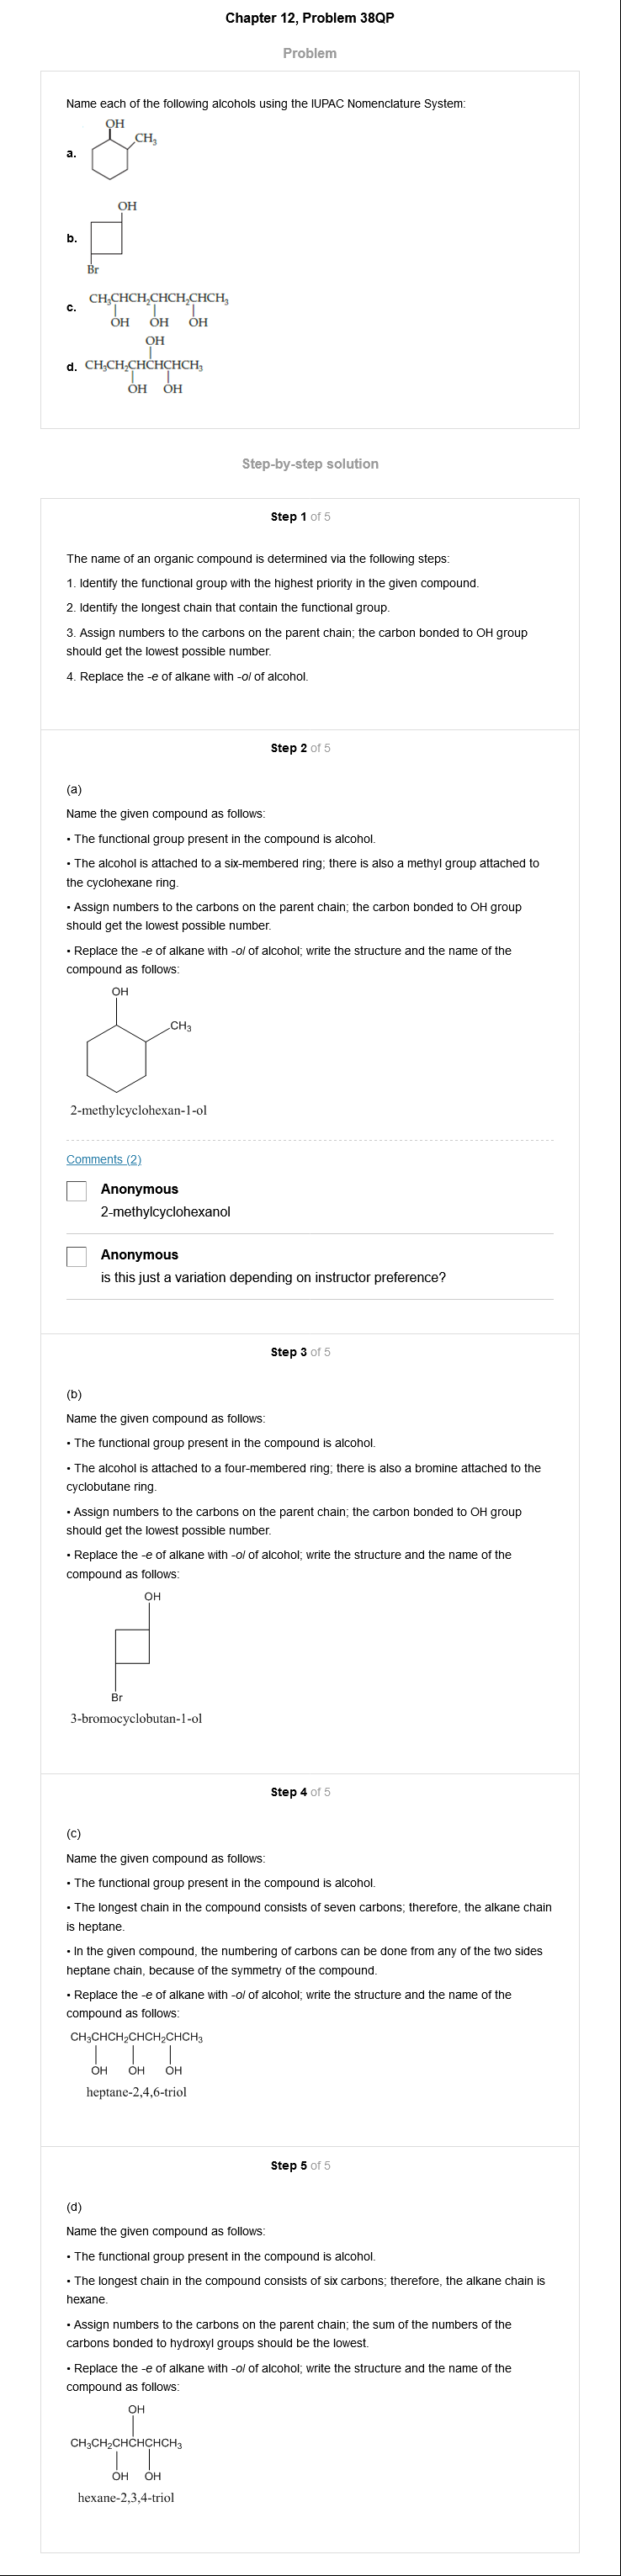 Chapter 12, Problem 38QP
Problem
Name each of the following alcohols using the IUPAC Nomenclature System:
OH
CH₃
a.
OH
b.
Br
CH₃CHCH₂CHCH₂CHCH₃
c.
OH OH OH
OH
d. CH₃CH₂CHCHCHCH₃
OH OH
Step-by-step solution
Step 1 of 5
The name of an organic compound is determined via the following steps:
1. Identify the functional group with the highest priority in the given compound.
2. Identify the longest chain that contain the functional group.
3. Assign numbers to the carbons on the parent chain; the carbon bonded to OH group
should get the lowest possible number.
4. Replace the -e of alkane with -ol of alcohol.
Step 2 of 5
(a)
Name the given compound as follows:
• The functional group present in the compound is alcohol.
• The alcohol is attached to a six-membered ring; there is also a methyl group attached to
the cyclohexane ring.
• Assign numbers to the carbons on the parent chain; the carbon bonded to OH group
should get the lowest possible number.
• Replace the -e of alkane with -ol of alcohol; write the structure and the name of the
compound as follows:
OH
CH₃
2-methylcyclohexan-1-ol
Comments (2)
Anonymous
2-methylcyclohexanol
Anonymous
is this just a variation depending on instructor preference?
Step 3 of 5
(b)
Name the given compound as follows:
• The functional group present in the compound is alcohol.
• The alcohol is attached to a four-membered ring; there is also a bromine attached to the
cyclobutane ring.
• Assign numbers to the carbons on the parent chain; the carbon bonded to OH group
should get the lowest possible number.
• Replace the -e of alkane with -ol of alcohol; write the structure and the name of the
compound as follows:
OH
Br
3-bromocyclobutan-1-ol
Step 4 of 5
(c)
Name the given compound as follows:
• The functional group present in the compound is alcohol.
• The longest chain in the compound consists of seven carbons; therefore, the alkane chain
is heptane.
• In the given compound, the numbering of carbons can be done from any of the two sides
heptane chain, because of the symmetry of the compound.
• Replace the -e of alkane with -ol of alcohol; write the structure and the name of the
compound as follows:
CH₃CHCH₂CHCH₂CHCH₃
OH OH OH
heptane-2,4,6-triol
Step 5 of 5
(d)
Name the given compound as follows:
• The functional group present in the compound is alcohol.
• The longest chain in the compound consists of six carbons; therefore, the alkane chain is
hexane.
• Assign numbers to the carbons on the parent chain; the sum of the numbers of the
carbons bonded to hydroxyl groups should be the lowest.
• Replace the -e of alkane with -ol of alcohol; write the structure and the name of the
compound as follows:
OH
CH₃CH₂CHCHCHCH₃
OH OH
hexane-2,3,4-triol